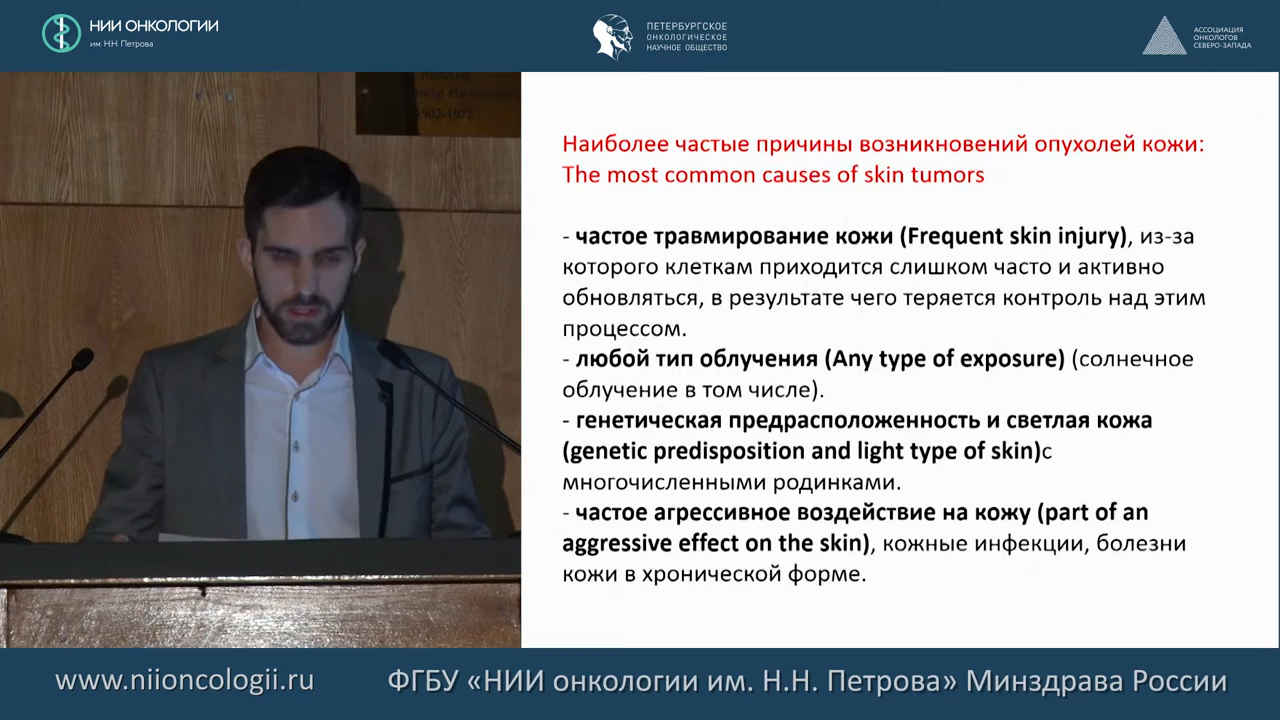 НИИ ОНКОЛОГИИ
им. Н.Н. Петрова
ПЕТЕРБУРГСКОЕ
ОНКОЛОГИЧЕСКОЕ
НАУЧНОЕ ОБЩЕСТВО
АССОЦИАЦИЯ
ОНКОЛОГОВ
СЕВЕРО-ЗАПАДА
1902-1972
Наиболее частые причины возникновений опухолей кожи:
The most common causes of skin tumors
- частое травмирование кожи (Frequent skin injury), из-за
которого клеткам приходится слишком часто и активно
обновляться, в результате чего теряется контроль над этим
процессом.
- любой тип облучения (Any type of exposure) (солнечное
облучение в том числе).
- генетическая предрасположенность и светлая кожа
(genetic predisposition and light type of skin)с
многочисленными родинками.
- частое агрессивное воздействие на кожу (part of an
aggressive effect on the skin), кожные инфекции, болезни
кожи в хронической форме.
www.niioncologii.ru
ФГБУ «НИИ онкологии им. Н.Н. Петрова» Минздрава России